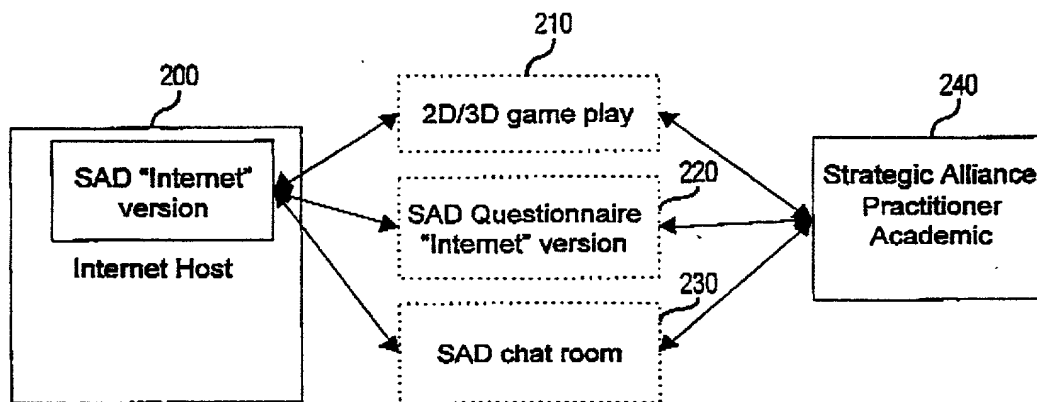 210
200
2D/3D game play
240
SAD "Internet"
version
220
SAD Questionnaire
"Internet" version
Strategic Alliance
Practitioner
Academic
Internet Host
230
SAD chat room